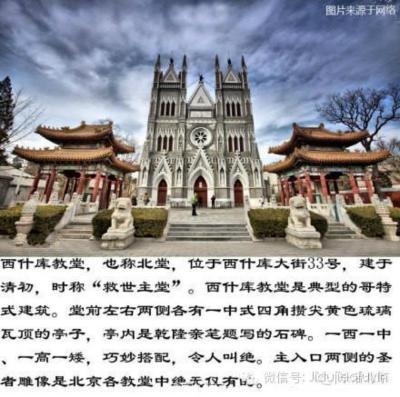 图片来源于网络
西什库教堂，也称北堂，位于西什库大街33号，建于
清初，时称“救世主堂”。西什库教堂是典型的哥特
式建筑。堂前左右两侧各有一中式四角攒尖黄色琉璃
瓦顶的亭子，亭内是乾隆亲笔题写的石碑。一西一中
、一高一矮，巧妙搭配，令人叫绝。主入口两侧的圣
者雕像是北京各教堂中绝无仅有的。
微信号：